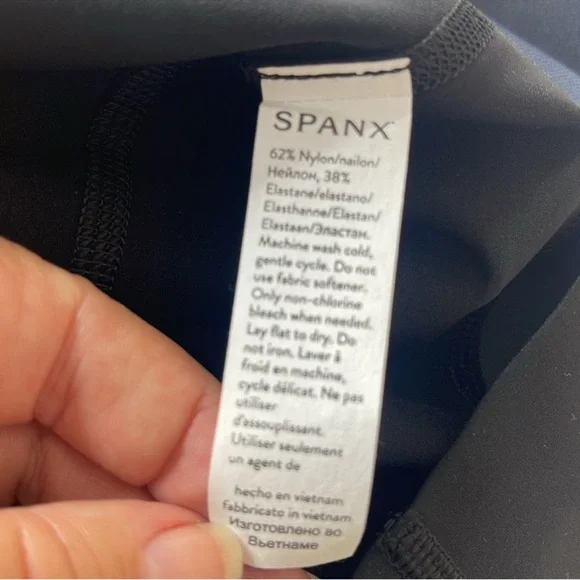 SPANX
62% Nylon/nailon/
Нейлон, 38%
Elastane/elastano/
Elasthanne/Elastan/
Elastaan/Эластан.
Machine wash cold,
gentle cycle. Do not
use fabric softener.
Only non-chlorine
bleach when needed.
Lay flat to dry. Do
not iron. Laver à
froid en machine,
cycle délicat. Ne pas
utiliser
d'assouplissant.
Utiliser seulement
un agent de
hecho en vietnam
fabbricato in vietnam
Изготовлено во
Вьетнаме